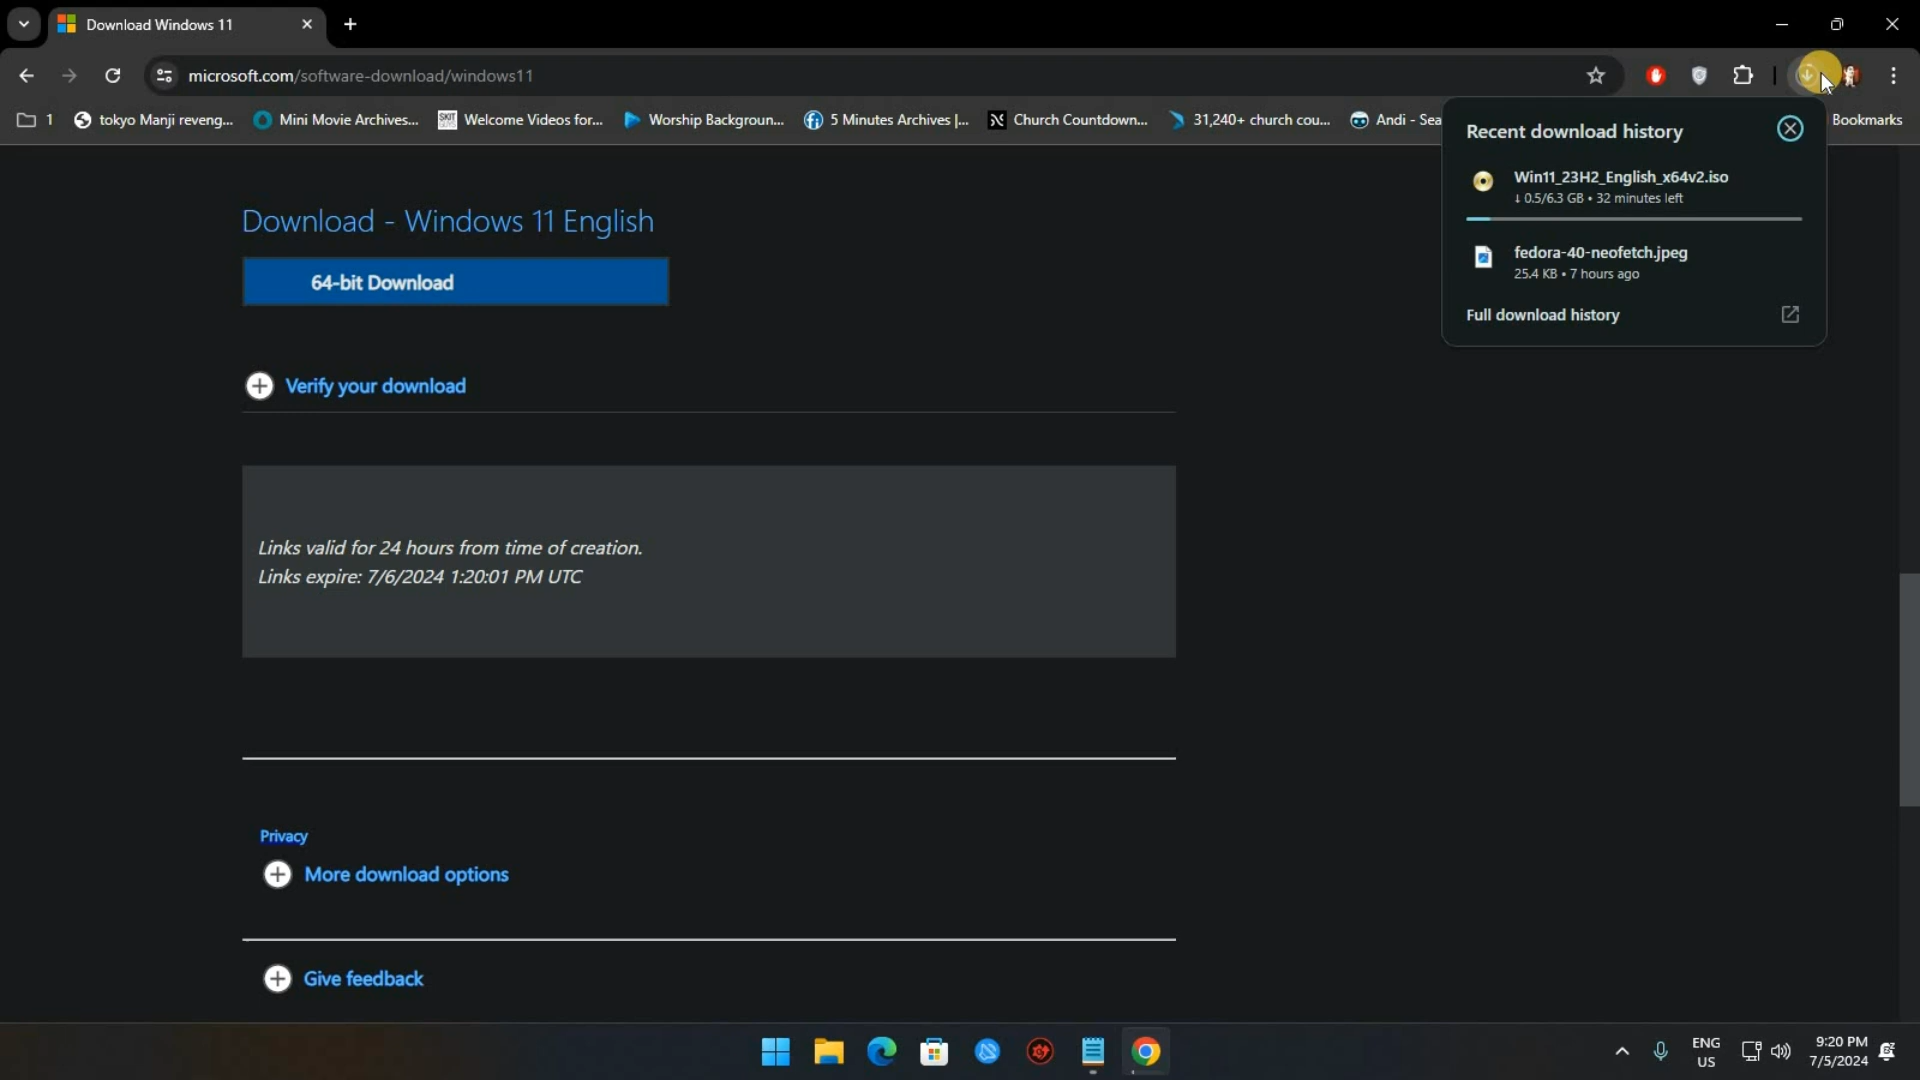 Download Windows 11
microsoft.com/software-download/windows11
1
tokyo Manji reveng...
Mini Movie Archives...
SKIT GUYS
Welcome Videos for...
Worship Backgroun...
5 Minutes Archives |...
Church Countdown...
31,240+ church cou...
Andi - Sea
Bookmarks
Recent download history
Win11_23H2_English_x64v2.iso
↓ 0.5/6.3 GB • 32 minutes left
fedora-40-neofetch.jpeg
25.4 KB • 7 hours ago
Full download history
Download - Windows 11 English
64-bit Download
Verify your download
Links valid for 24 hours from time of creation.
Links expire: 7/6/2024 1:20:01 PM UTC
Privacy
More download options
Give feedback
ENG
US
9:20 PM
7/5/2024